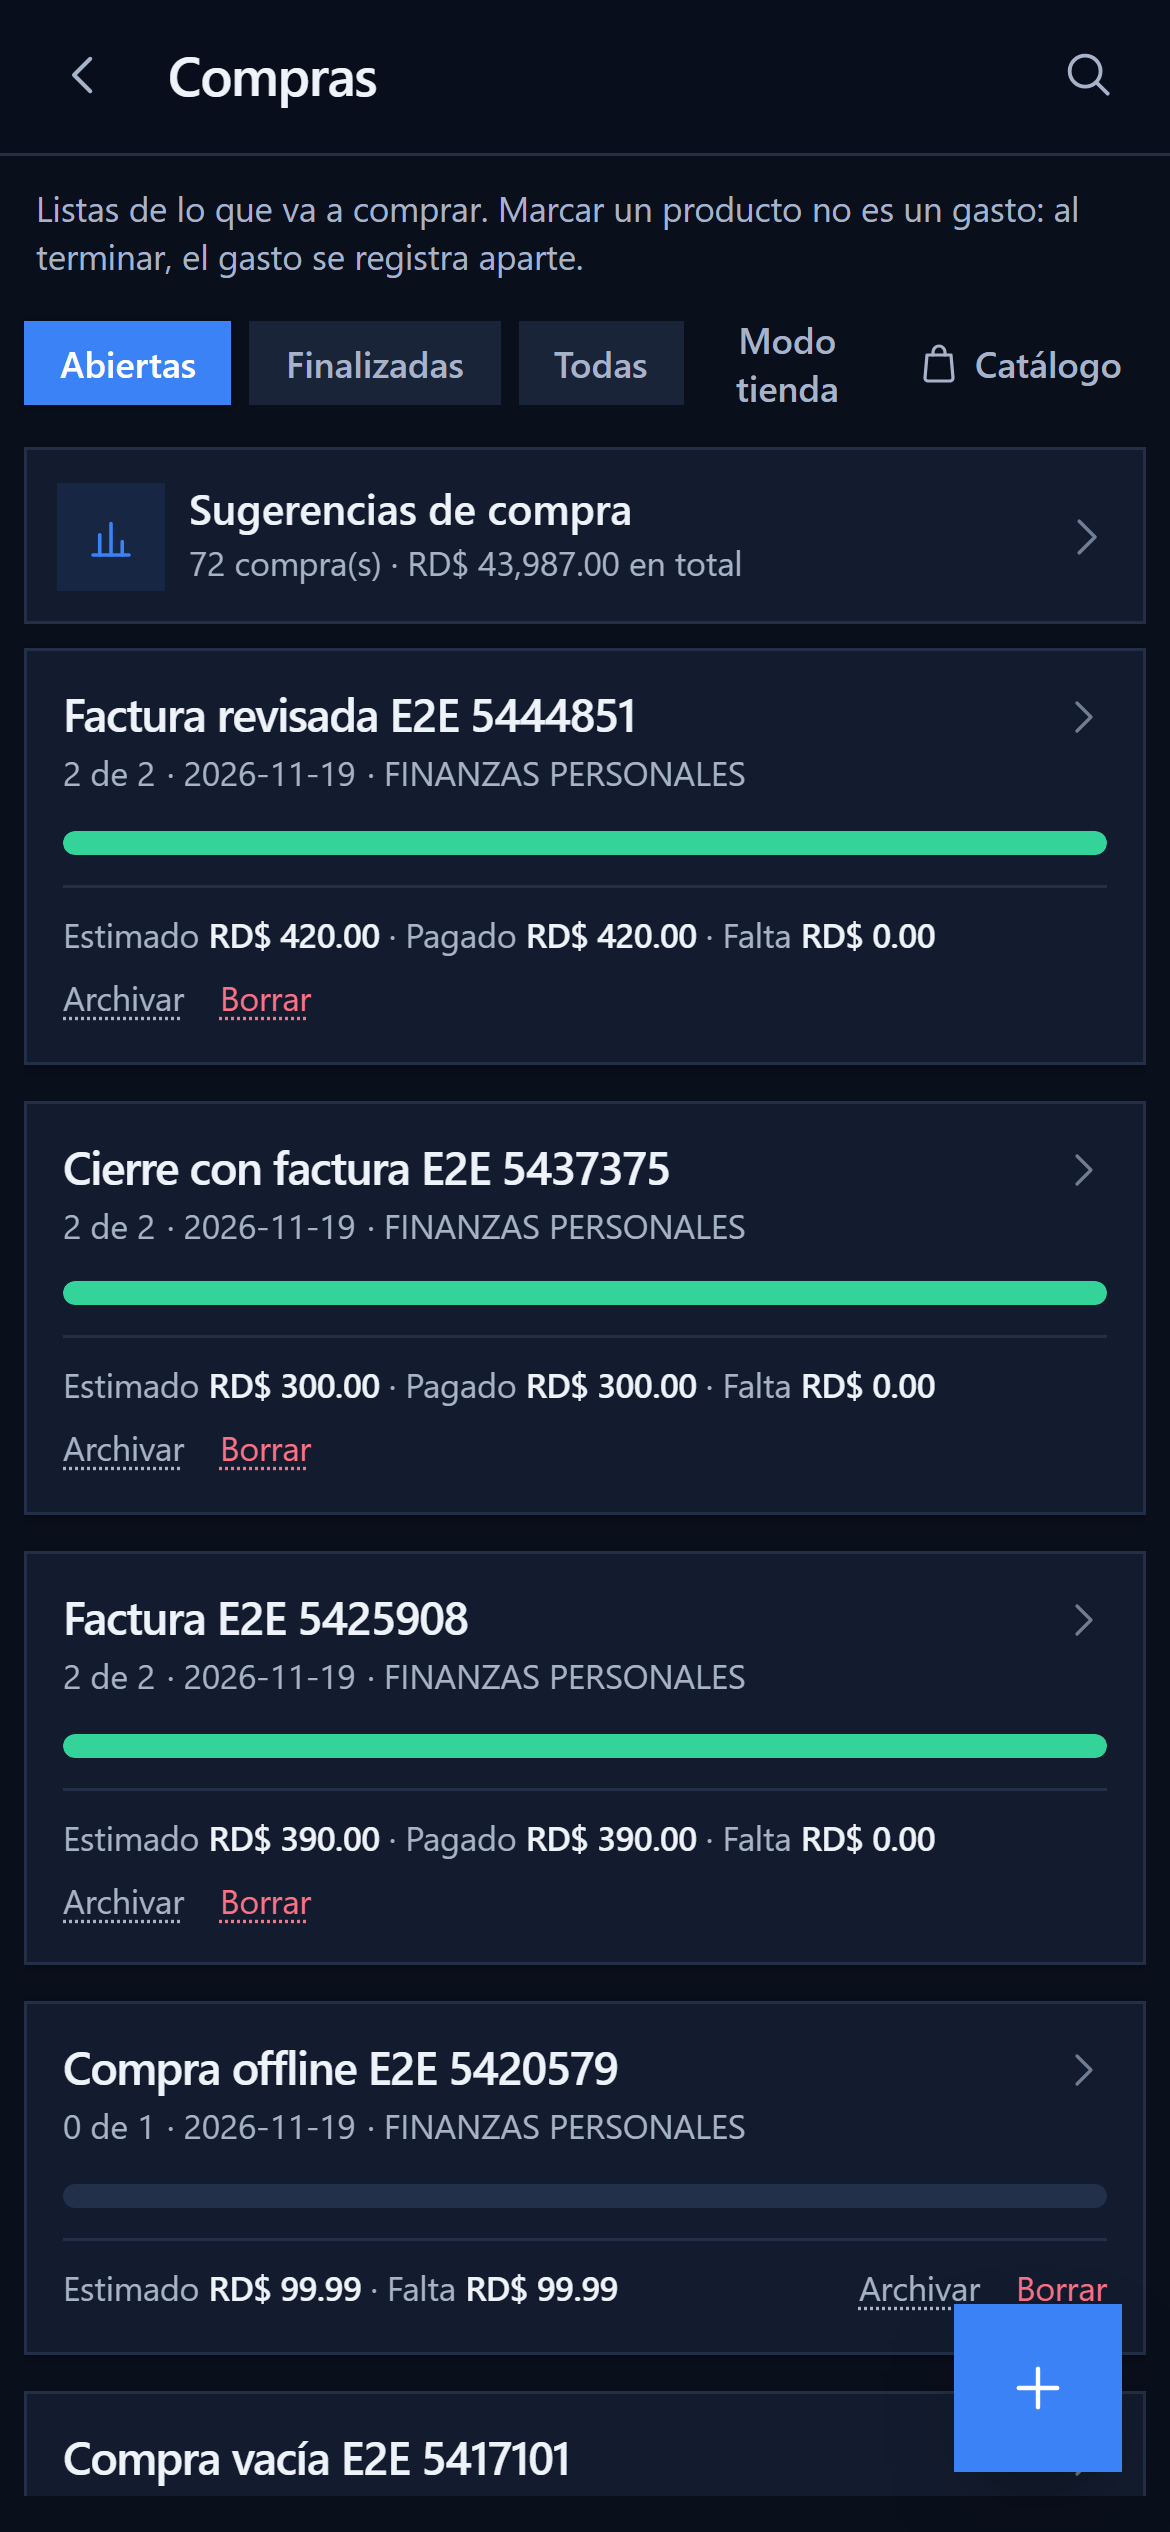 Compras
Listas de lo que va a comprar. Marcar un producto no es un gasto: al
terminar, el gasto se registra aparte.
Abiertas
Finalizadas
Todas
Modo
tienda
Catálogo
Sugerencias de compra
72 compra(s) · RD$ 43,987.00 en total
Factura revisada E2E 5444851
2 de 2 · 2026-11-19 · FINANZAS PERSONALES
Estimado RD$ 420.00 · Pagado RD$ 420.00 · Falta RD$ 0.00
Archivar Borrar
Cierre con factura E2E 5437375
2 de 2 · 2026-11-19 · FINANZAS PERSONALES
Estimado RD$ 300.00 · Pagado RD$ 300.00 · Falta RD$ 0.00
Archivar Borrar
Factura E2E 5425908
2 de 2 · 2026-11-19 · FINANZAS PERSONALES
Estimado RD$ 390.00 · Pagado RD$ 390.00 · Falta RD$ 0.00
Archivar Borrar
Compra offline E2E 5420579
0 de 1 · 2026-11-19 · FINANZAS PERSONALES
Estimado RD$ 99.99 · Falta RD$ 99.99 Archivar Borrar
Compra vacía E2E 5417101